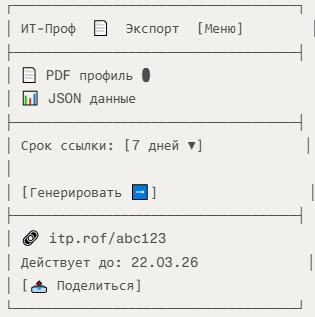 ИТ-Проф 📄 Экспорт [Меню]
📄 PDF профиль
📊 JSON данные
Срок ссылки: [7 дней ▼]
[Генерировать ➡️]
🔗 itp.rof/abc123
Действует до: 22.03.26
[📤 Поделиться]